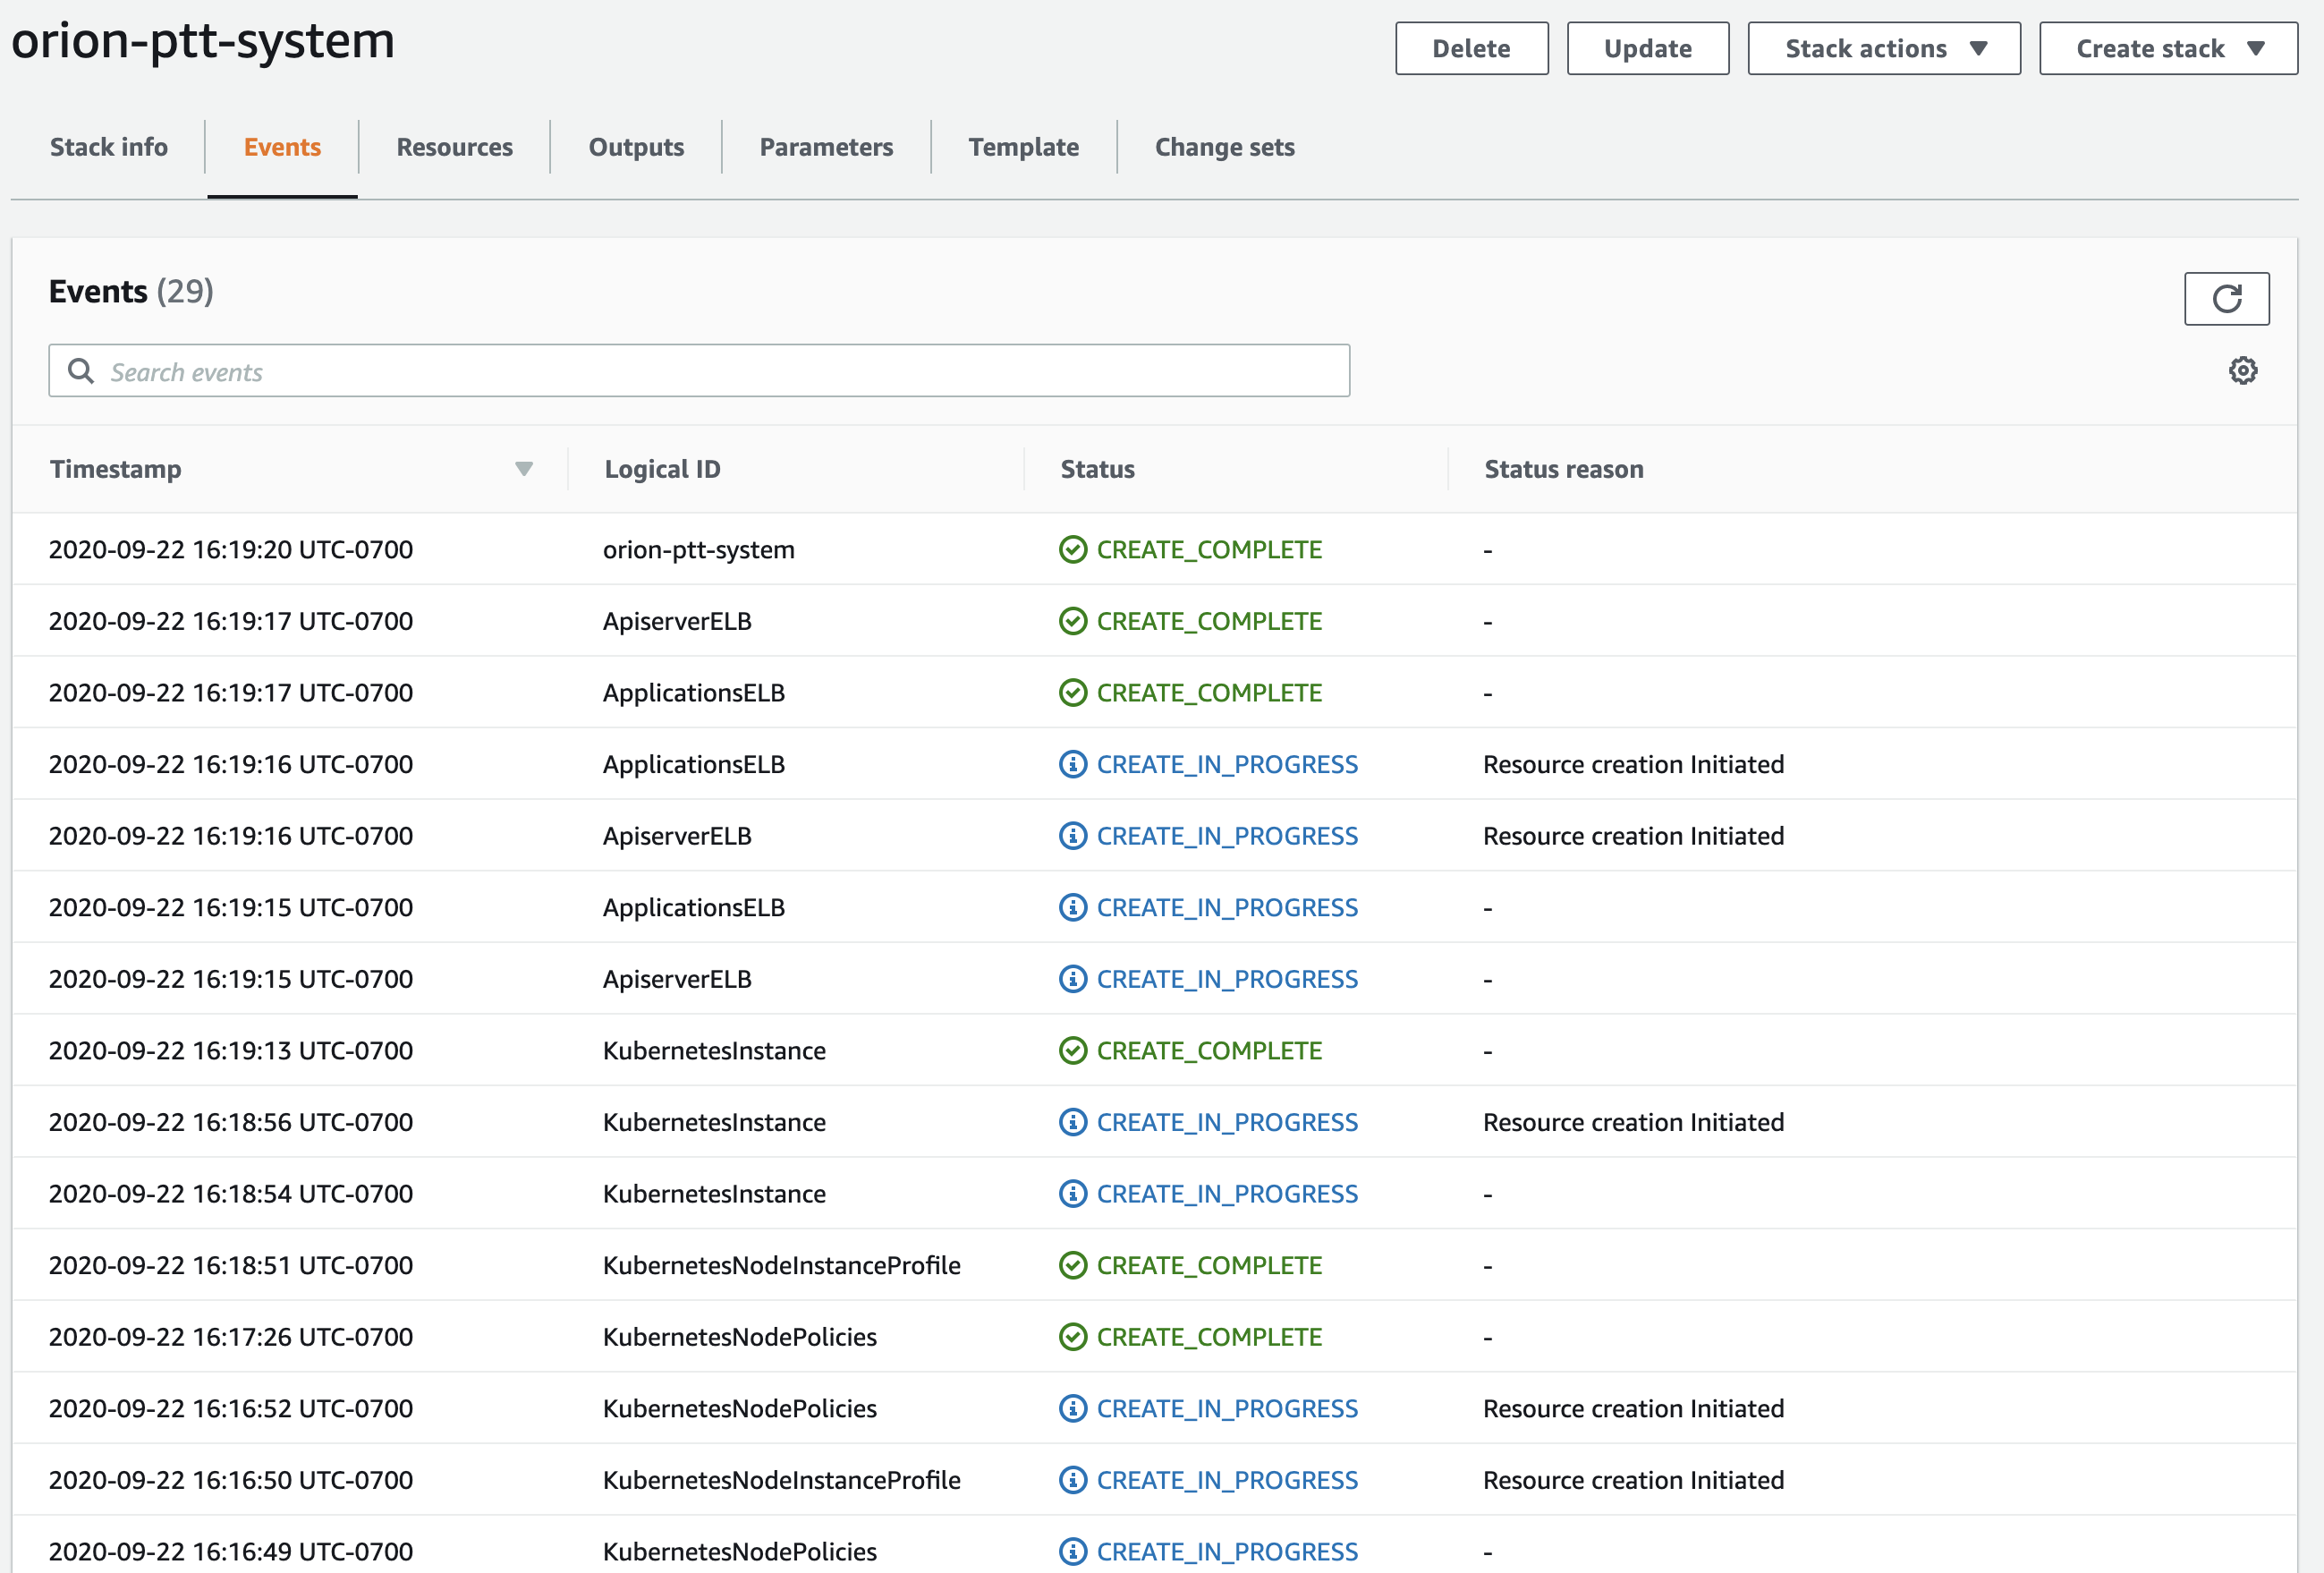 orion-ptt-system
Delete Update Stack actions Create stack
Stack info Events Resources Outputs Parameters Template Change sets
Events (29)
Search events
Timestamp Logical ID Status Status reason
2020-09-22 16:19:20 UTC-0700 orion-ptt-system CREATE_COMPLETE -
2020-09-22 16:19:17 UTC-0700 ApiserverELB CREATE_COMPLETE -
2020-09-22 16:19:17 UTC-0700 ApplicationsELB CREATE_COMPLETE -
2020-09-22 16:19:16 UTC-0700 ApplicationsELB CREATE_IN_PROGRESS Resource creation Initiated
2020-09-22 16:19:16 UTC-0700 ApiserverELB CREATE_IN_PROGRESS Resource creation Initiated
2020-09-22 16:19:15 UTC-0700 ApplicationsELB CREATE_IN_PROGRESS -
2020-09-22 16:19:15 UTC-0700 ApiserverELB CREATE_IN_PROGRESS -
2020-09-22 16:19:13 UTC-0700 KubernetesInstance CREATE_COMPLETE -
2020-09-22 16:18:56 UTC-0700 KubernetesInstance CREATE_IN_PROGRESS Resource creation Initiated
2020-09-22 16:18:54 UTC-0700 KubernetesInstance CREATE_IN_PROGRESS -
2020-09-22 16:18:51 UTC-0700 KubernetesNodeInstanceProfile CREATE_COMPLETE -
2020-09-22 16:17:26 UTC-0700 KubernetesNodePolicies CREATE_COMPLETE -
2020-09-22 16:16:52 UTC-0700 KubernetesNodePolicies CREATE_IN_PROGRESS Resource creation Initiated
2020-09-22 16:16:50 UTC-0700 KubernetesNodeInstanceProfile CREATE_IN_PROGRESS Resource creation Initiated
2020-09-22 16:16:49 UTC-0700 KubernetesNodePolicies CREATE_IN_PROGRESS -